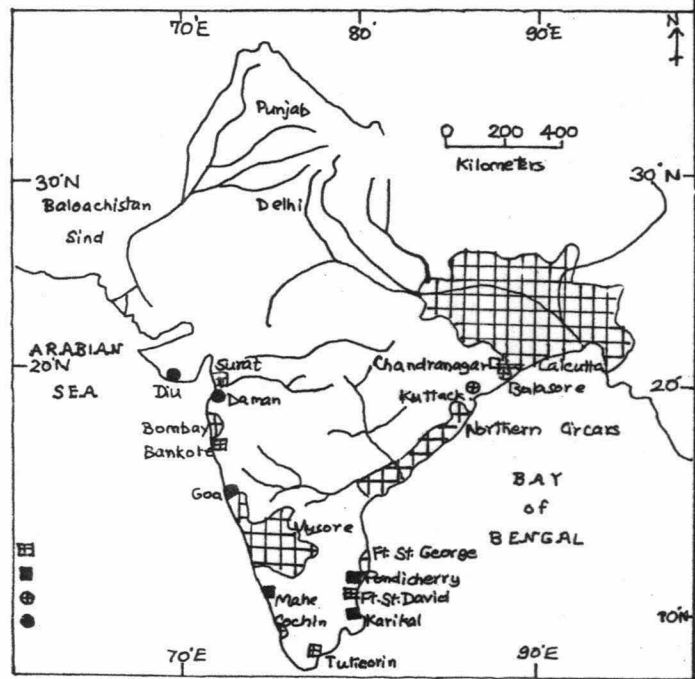 70°E 80° 90°E N
Punjab
0 200 400
Kilometers
30°N 30°N
Baloachistan
Delhi
Sind
ARABIAN
20°N
SEA
Surat
Diu
Daman
Chandranagar
Calcutta
Kuttack
Balasore
20°
Bombay
Bankote
Northern Circars
Goa
BAY
of
BENGAL
Mysore
Ft. St. George
Pondicherry
Mahe
Ft. St. David
Cochin
Karikal
10°N
Tuticorin
70°E 90°E